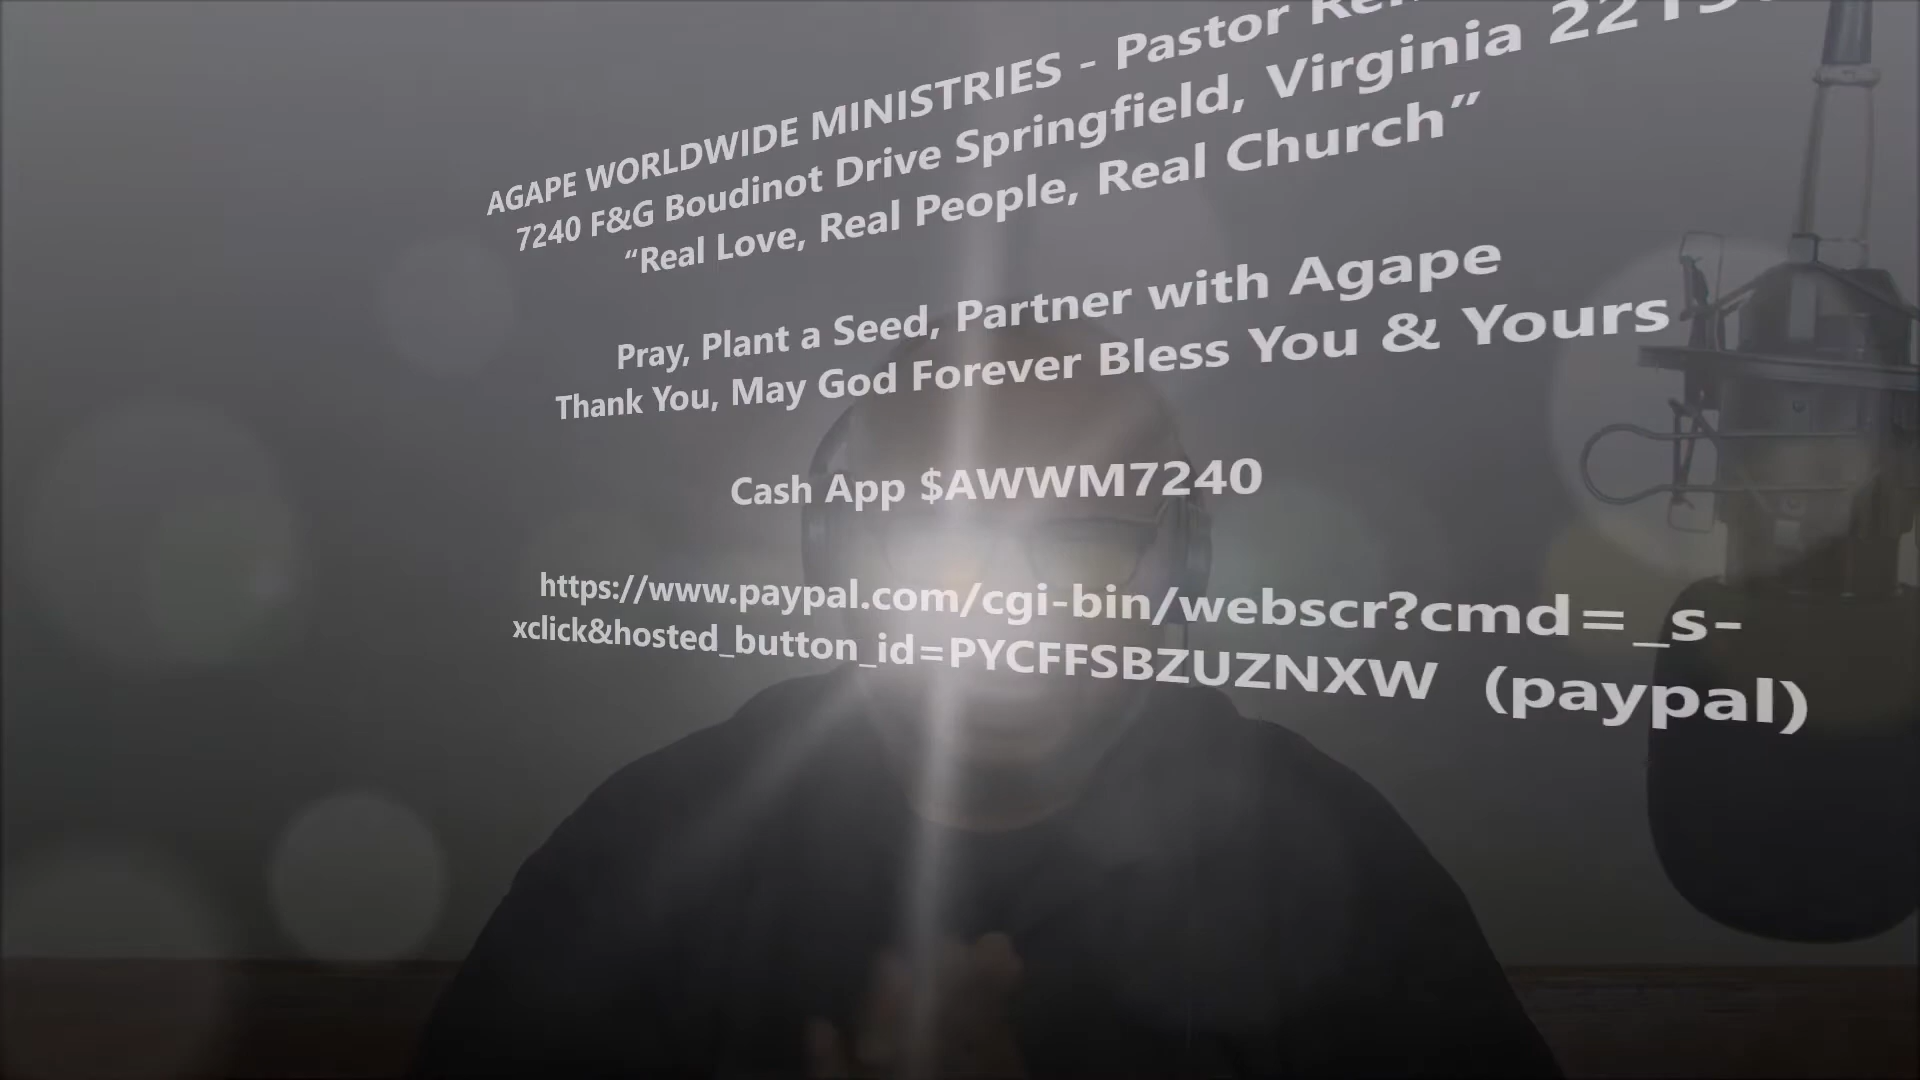 AGAPE WORLDWIDE MINISTRIES - Pastor
7240 F&G Boudinot Drive Springfield, Virginia
“Real Love, Real People, Real Church”
Pray, Plant a Seed, Partner with Agape
Thank You, May God Forever Bless You & Yours
Cash App $AWWM7240
https://www.paypal.com/cgi-bin/webscr?cmd=_s-
xclick&hosted_button_id=PYCFFSBZUZNXW (paypal)